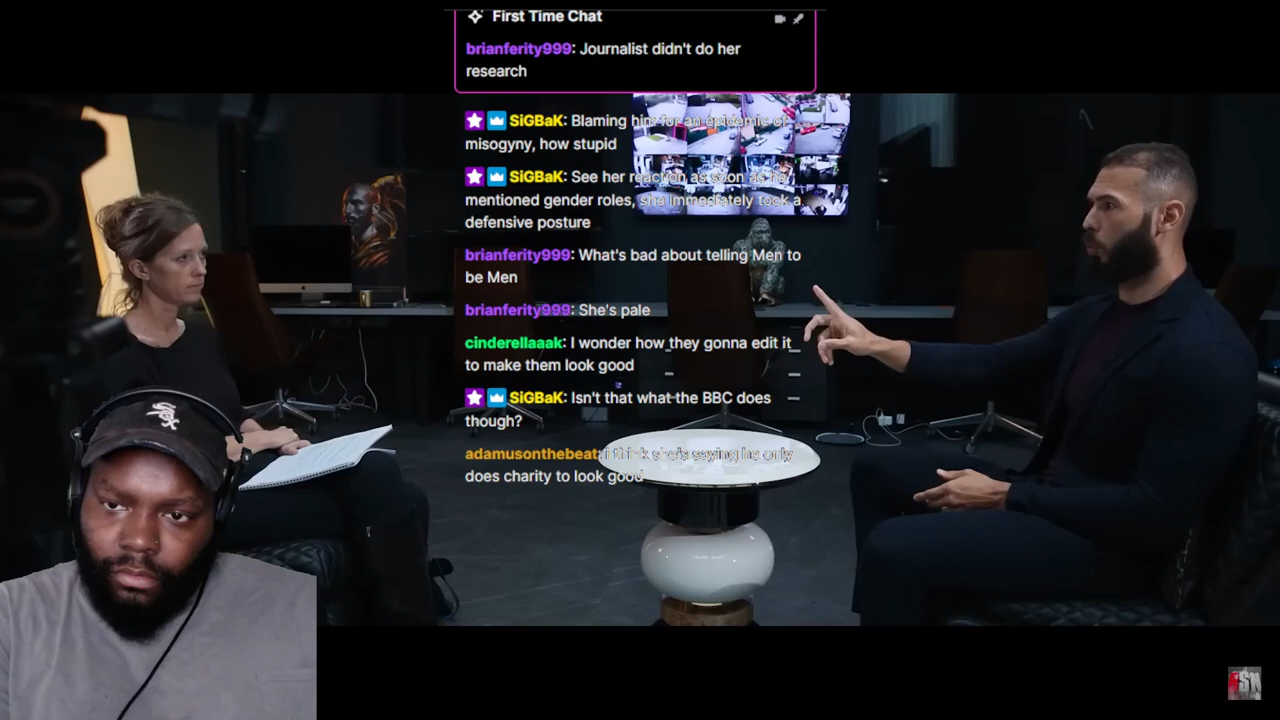 First Time Chat
brianferity999: Journalist didn't do her
research
SiGBaK: Blaming him for an epidemic of
misogyny, how stupid
SiGBaK: See her reaction as soon as he
mentioned gender roles, she immediately took a
defensive posture
brianferity999: What's bad about telling Men to
be Men
brianferity999: She's pale
cinderellaaak: I wonder how they gonna edit it
to make them look good
SiGBaK: Isn't that what the BBC does
though?
adamusonthebeat: i think she's saying he only
does charity to look good